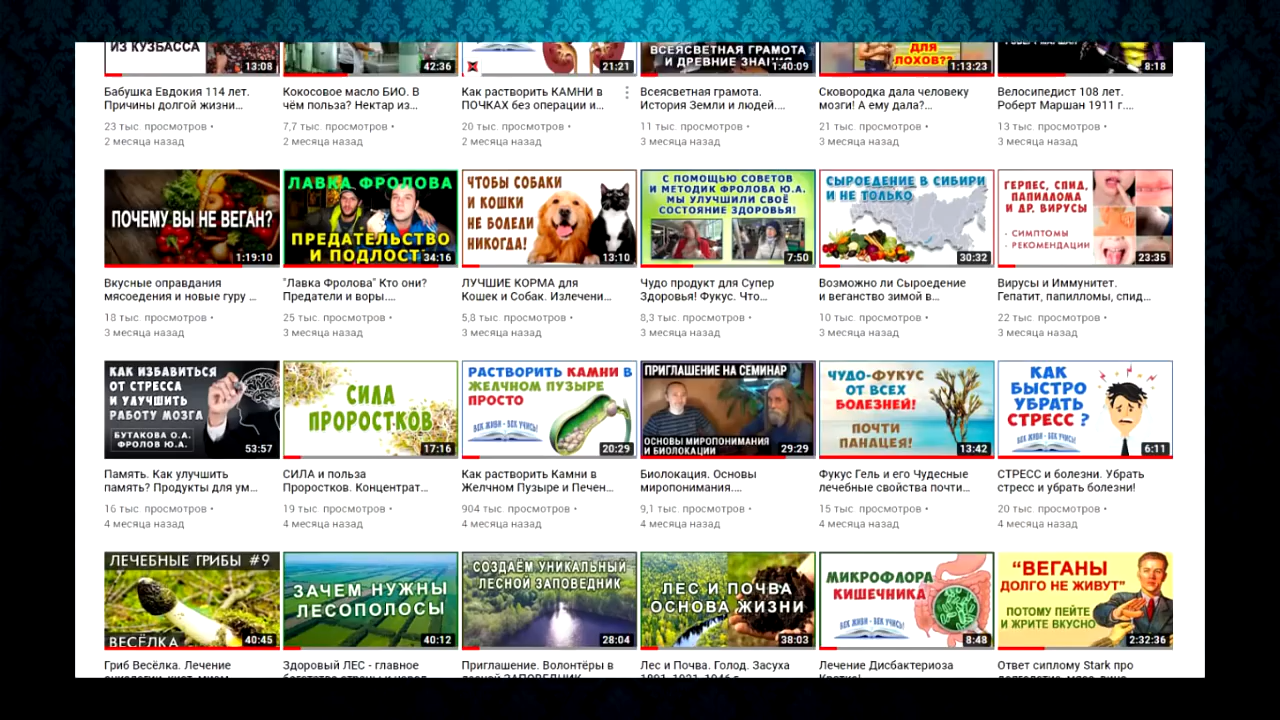 ИЗ КУЗБАССА
13:08
42:36
21:21
ВСЕЯСВЕТНАЯ ГРАМОТА
И ДРЕВНИЕ ЗНАНИЯ
1:40:09
ДЛЯ
ЛОХОВ??
1:13:23
РОБЕРТ МАРШАН
8:18
Бабушка Евдокия 114 лет.
Причины долгой жизни...
23 тыс. просмотров •
2 месяца назад
Кокосовое масло БИО. В
чём польза? Нектар из...
7,7 тыс. просмотров •
2 месяца назад
Как растворить КАМНИ в
ПОЧКАХ без операции и...
20 тыс. просмотров •
2 месяца назад
Всеясветная грамота.
История Земли и людей....
11 тыс. просмотров •
3 месяца назад
Сковородка дала человеку
мозги! А ему дала?...
21 тыс. просмотров •
3 месяца назад
Велосипедист 108 лет.
Роберт Маршан 1911 г....
13 тыс. просмотров •
3 месяца назад
ПОЧЕМУ ВЫ НЕ ВЕГАН?
1:19:10
ЛАВКА ФРОЛОВА
ПРЕДАТЕЛЬСТВО
И ПОДЛОСТЬ
34:16
ЧТОБЫ СОБАКИ
И КОШКИ
НЕ БОЛЕЛИ
НИКОГДА!
13:10
С ПОМОЩЬЮ СОВЕТОВ
И МЕТОДИК ФРОЛОВА Ю.А.
МЫ УЛУЧШИЛИ СВОЁ
СОСТОЯНИЕ ЗДОРОВЬЯ!
7:50
СЫРОЕДЕНИЕ В СИБИРИ
И НЕ ТОЛЬКО
30:32
ГЕРПЕС, СПИД,
ПАПИЛЛОМА
И ДР. ВИРУСЫ
- СИМПТОМЫ
- РЕКОМЕНДАЦИИ
23:35
Вкусные оправдания
мясоедения и новые гуру ...
18 тыс. просмотров •
3 месяца назад
"Лавка Фролова" Кто они?
Предатели и воры....
25 тыс. просмотров •
3 месяца назад
ЛУЧШИЕ КОРМА для
Кошек и Собак. Излечени...
5,8 тыс. просмотров •
3 месяца назад
Чудо продукт для Супер
Здоровья! Фукус. Что...
8,3 тыс. просмотров •
3 месяца назад
Возможно ли Сыроедение
и веганство зимой в...
10 тыс. просмотров •
3 месяца назад
Вирусы и Иммунитет.
Гепатит, папилломы, спид...
22 тыс. просмотров •
3 месяца назад
КАК ИЗБАВИТЬСЯ
ОТ СТРЕССА
И УЛУЧШИТЬ
РАБОТУ МОЗГА
БУТАКОВА О.А.
ФРОЛОВ Ю.А.
53:57
СИЛА
ПРОРОСТКОВ
17:16
РАСТВОРИТЬ КАМНИ В
ЖЕЛЧНОМ ПУЗЫРЕ
ПРОСТО
ВЕК ЖИВИ - ВЕК УЧИСЬ!
20:29
ПРИГЛАШЕНИЕ НА СЕМИНАР
ОСНОВЫ МИРОПОНИМАНИЯ
И БИОЛОКАЦИИ
29:29
ЧУДО-ФУКУС
ОТ ВСЕХ
БОЛЕЗНЕЙ!
ПОЧТИ
ПАНАЦЕЯ!
13:42
КАК
БЫСТРО
УБРАТЬ
СТРЕСС ?
ВЕК ЖИВИ - ВЕК УЧИСЬ!
6:11
Память. Как улучшить
память? Продукты для ум...
16 тыс. просмотров •
4 месяца назад
СИЛА и польза
Проростков. Концентрат...
19 тыс. просмотров •
4 месяца назад
Как растворить Камни в
Желчном Пузыре и Печен...
904 тыс. просмотров •
4 месяца назад
Биолокация. Основы
миропонимания....
9,1 тыс. просмотров •
4 месяца назад
Фукус Гель и его Чудесные
лечебные свойства почти...
15 тыс. просмотров •
4 месяца назад
СТРЕСС и болезни. Убрать
стресс и убрать болезни!
20 тыс. просмотров •
4 месяца назад
ЛЕЧЕБНЫЕ ГРИБЫ #9
ВЕСЁЛКА
40:45
ЗАЧЕМ НУЖНЫ
ЛЕСОПОЛОСЫ
40:12
СОЗДАЁМ УНИКАЛЬНЫЙ
ЛЕСНОЙ ЗАПОВЕДНИК
28:04
ЛЕС И ПОЧВА
ОСНОВА ЖИЗНИ
38:03
МИКРОФЛОРА
КИШЕЧНИКА
ВЕК ЖИВИ - ВЕК УЧИСЬ!
8:48
“ВЕГАНЫ
ДОЛГО НЕ ЖИВУТ”
ПОТОМУ ПЕЙТЕ
И ЖРИТЕ ВКУСНО
2:32:36
Гриб Весёлка. Лечение
Здоровый ЛЕС - главное
Приглашение. Волонтёры в
лесной ЗАПОВЕДНИК
Лес и Почва. Голод. Засуха
1891, 1921, 1946 г
Лечение Дисбактериоза
Ответ сиплому Stark про